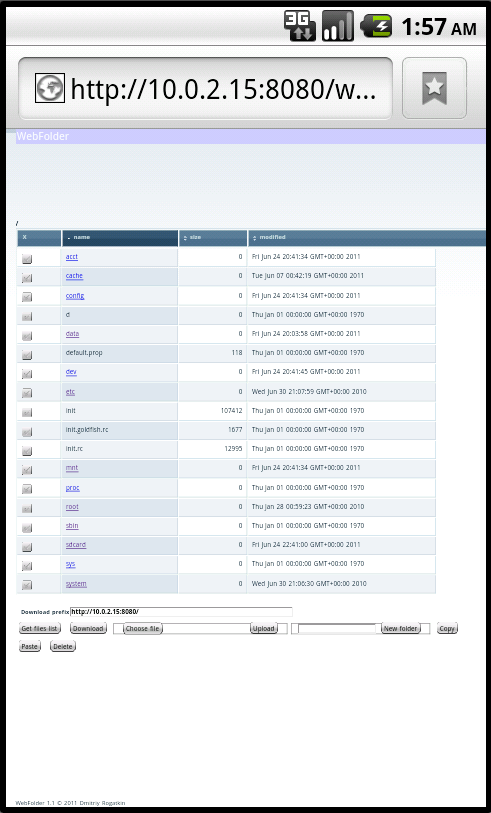 3G 1:57 AM
http://10.0.2.15:8080/w...
WebFolder
/
X name size modified
acct 0 Fri Jun 24 20:41:34 GMT+00:00 2011
cache 0 Tue Jun 07 00:42:19 GMT+00:00 2011
config 0 Fri Jun 24 20:41:34 GMT+00:00 2011
d 0 Thu Jan 01 00:00:00 GMT+00:00 1970
data 0 Fri Jun 24 20:03:58 GMT+00:00 2011
default.prop 118 Thu Jan 01 00:00:00 GMT+00:00 1970
dev 0 Fri Jun 24 20:41:45 GMT+00:00 2011
etc 0 Wed Jun 30 21:07:59 GMT+00:00 2010
init 107412 Thu Jan 01 00:00:00 GMT+00:00 1970
init.goldfish.rc 1677 Thu Jan 01 00:00:00 GMT+00:00 1970
init.rc 12995 Thu Jan 01 00:00:00 GMT+00:00 1970
mnt 0 Fri Jun 24 20:41:34 GMT+00:00 2011
proc 0 Thu Jan 01 00:00:00 GMT+00:00 1970
root 0 Thu Jan 28 00:59:23 GMT+00:00 2010
sbin 0 Thu Jan 01 00:00:00 GMT+00:00 1970
sdcard 0 Fri Jun 24 22:41:00 GMT+00:00 2011
sys 0 Thu Jan 01 00:00:00 GMT+00:00 1970
system 0 Wed Jun 30 21:06:30 GMT+00:00 2010
Download prefix http://10.0.2.15:8080/
Get files list Download Choose file Upload New folder Copy
Paste Delete
WebFolder 1.1 © 2011 Dmitriy Rogatkin